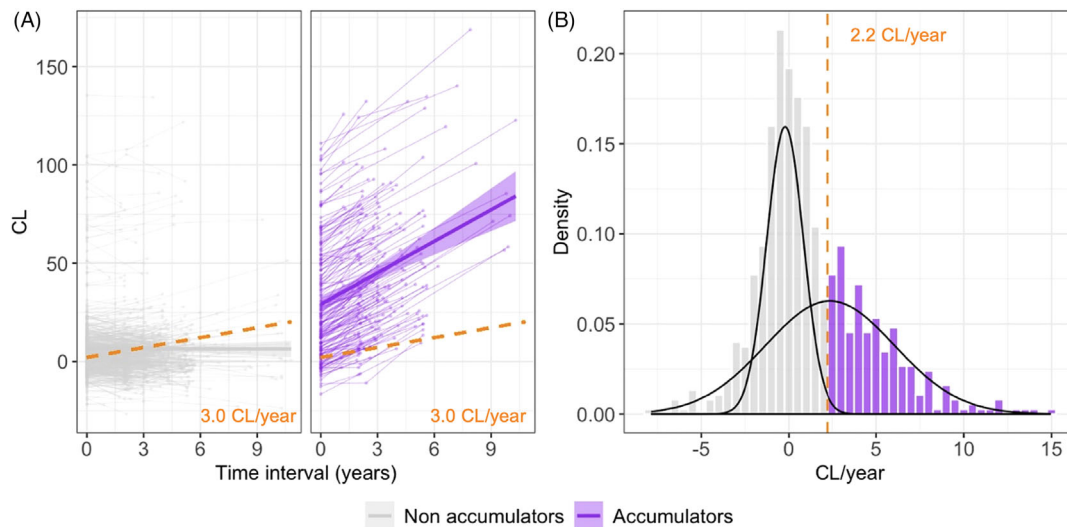 (A)
CL
150
100
50
0
3.0 CL/year
3.0 CL/year
0 3 6 9 0 3 6 9
Time interval (years)
(B)
2.2 CL/year
Density
0.20
0.15
0.10
0.05
0.00
-5 0 5 10 15
CL/year
Non accumulators Accumulators